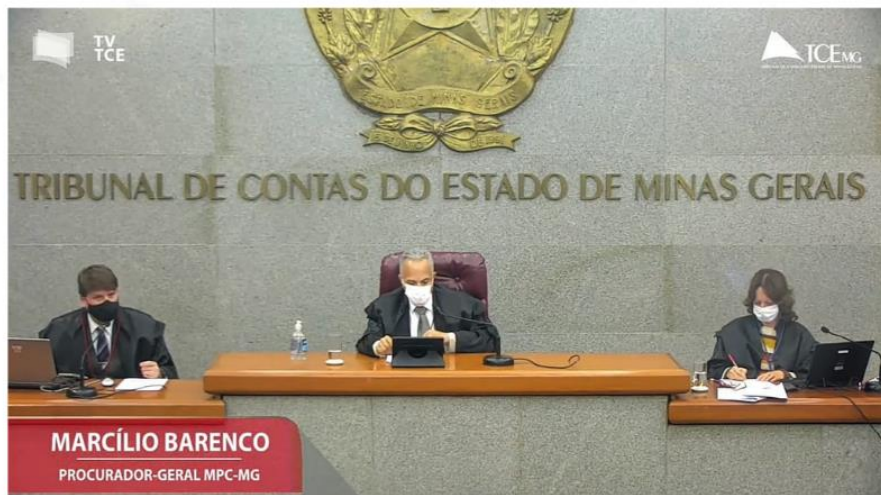 TV
TCE
TCEMG
ESTADO DE MINAS GERAIS
TRIBUNAL DE CONTAS DO ESTADO DE MINAS GERAIS
MARCÍLIO BARENCO
PROCURADOR-GERAL MPC-MG